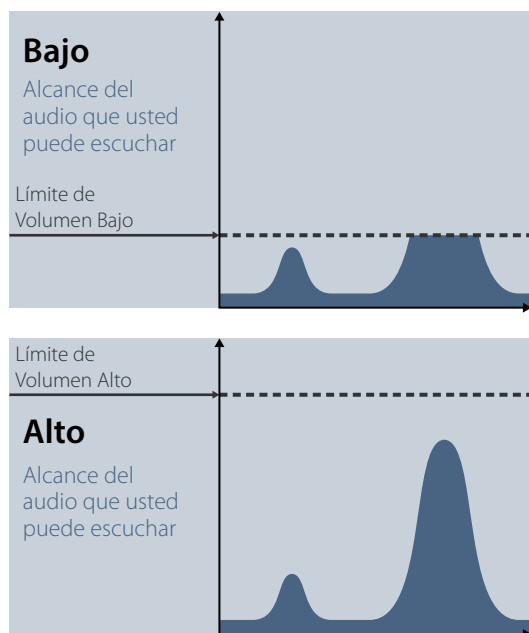 Bajo
Alcance del
audio que usted
puede escuchar
Límite de
Volumen Bajo
Límite de
Volumen Alto
Alto
Alcance del
audio que usted
puede escuchar